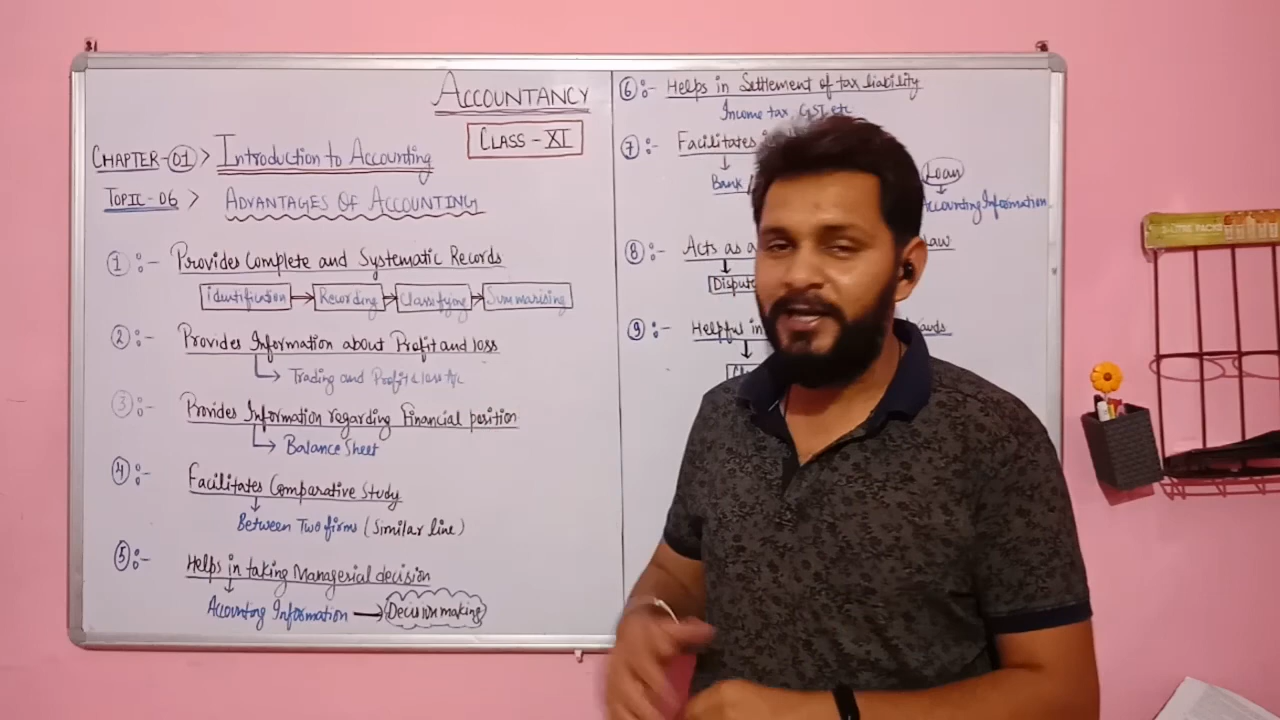 ACCOUNTANCY
CLASS - XI
CHAPTER-01 > Introduction to Accounting
TOPIC-06 > ADVANTAGES OF ACCOUNTING
1 :- Provides Complete and Systematic Records
identification → Recording → Classifying → Summarising
2 :- Provides Information about Profit and loss
Trading and Profit & loss A/c
3 :- Provides Information regarding Financial position
Balance Sheet
4 :- Facilitates Comparative Study
Between Two firms (Similar line)
5 :- Helps in taking Managerial decision
Accounting Information → Decision making
6 :- Helps in Settlement of tax liability
Income tax, GST etc
7 :- Facilitates
Loan
Bank
Accounting Information
8 :- Acts as a law
Dispute
9 :- Helpful in